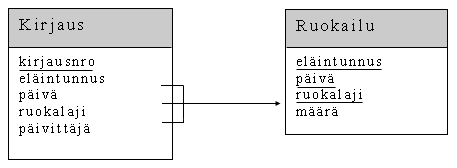 Kirjaus
kirjausnro
eläintunnus
päivä
ruokalaji
päivittäjä
Ruokailu
eläintunnus
päivä
ruokalaji
määrä